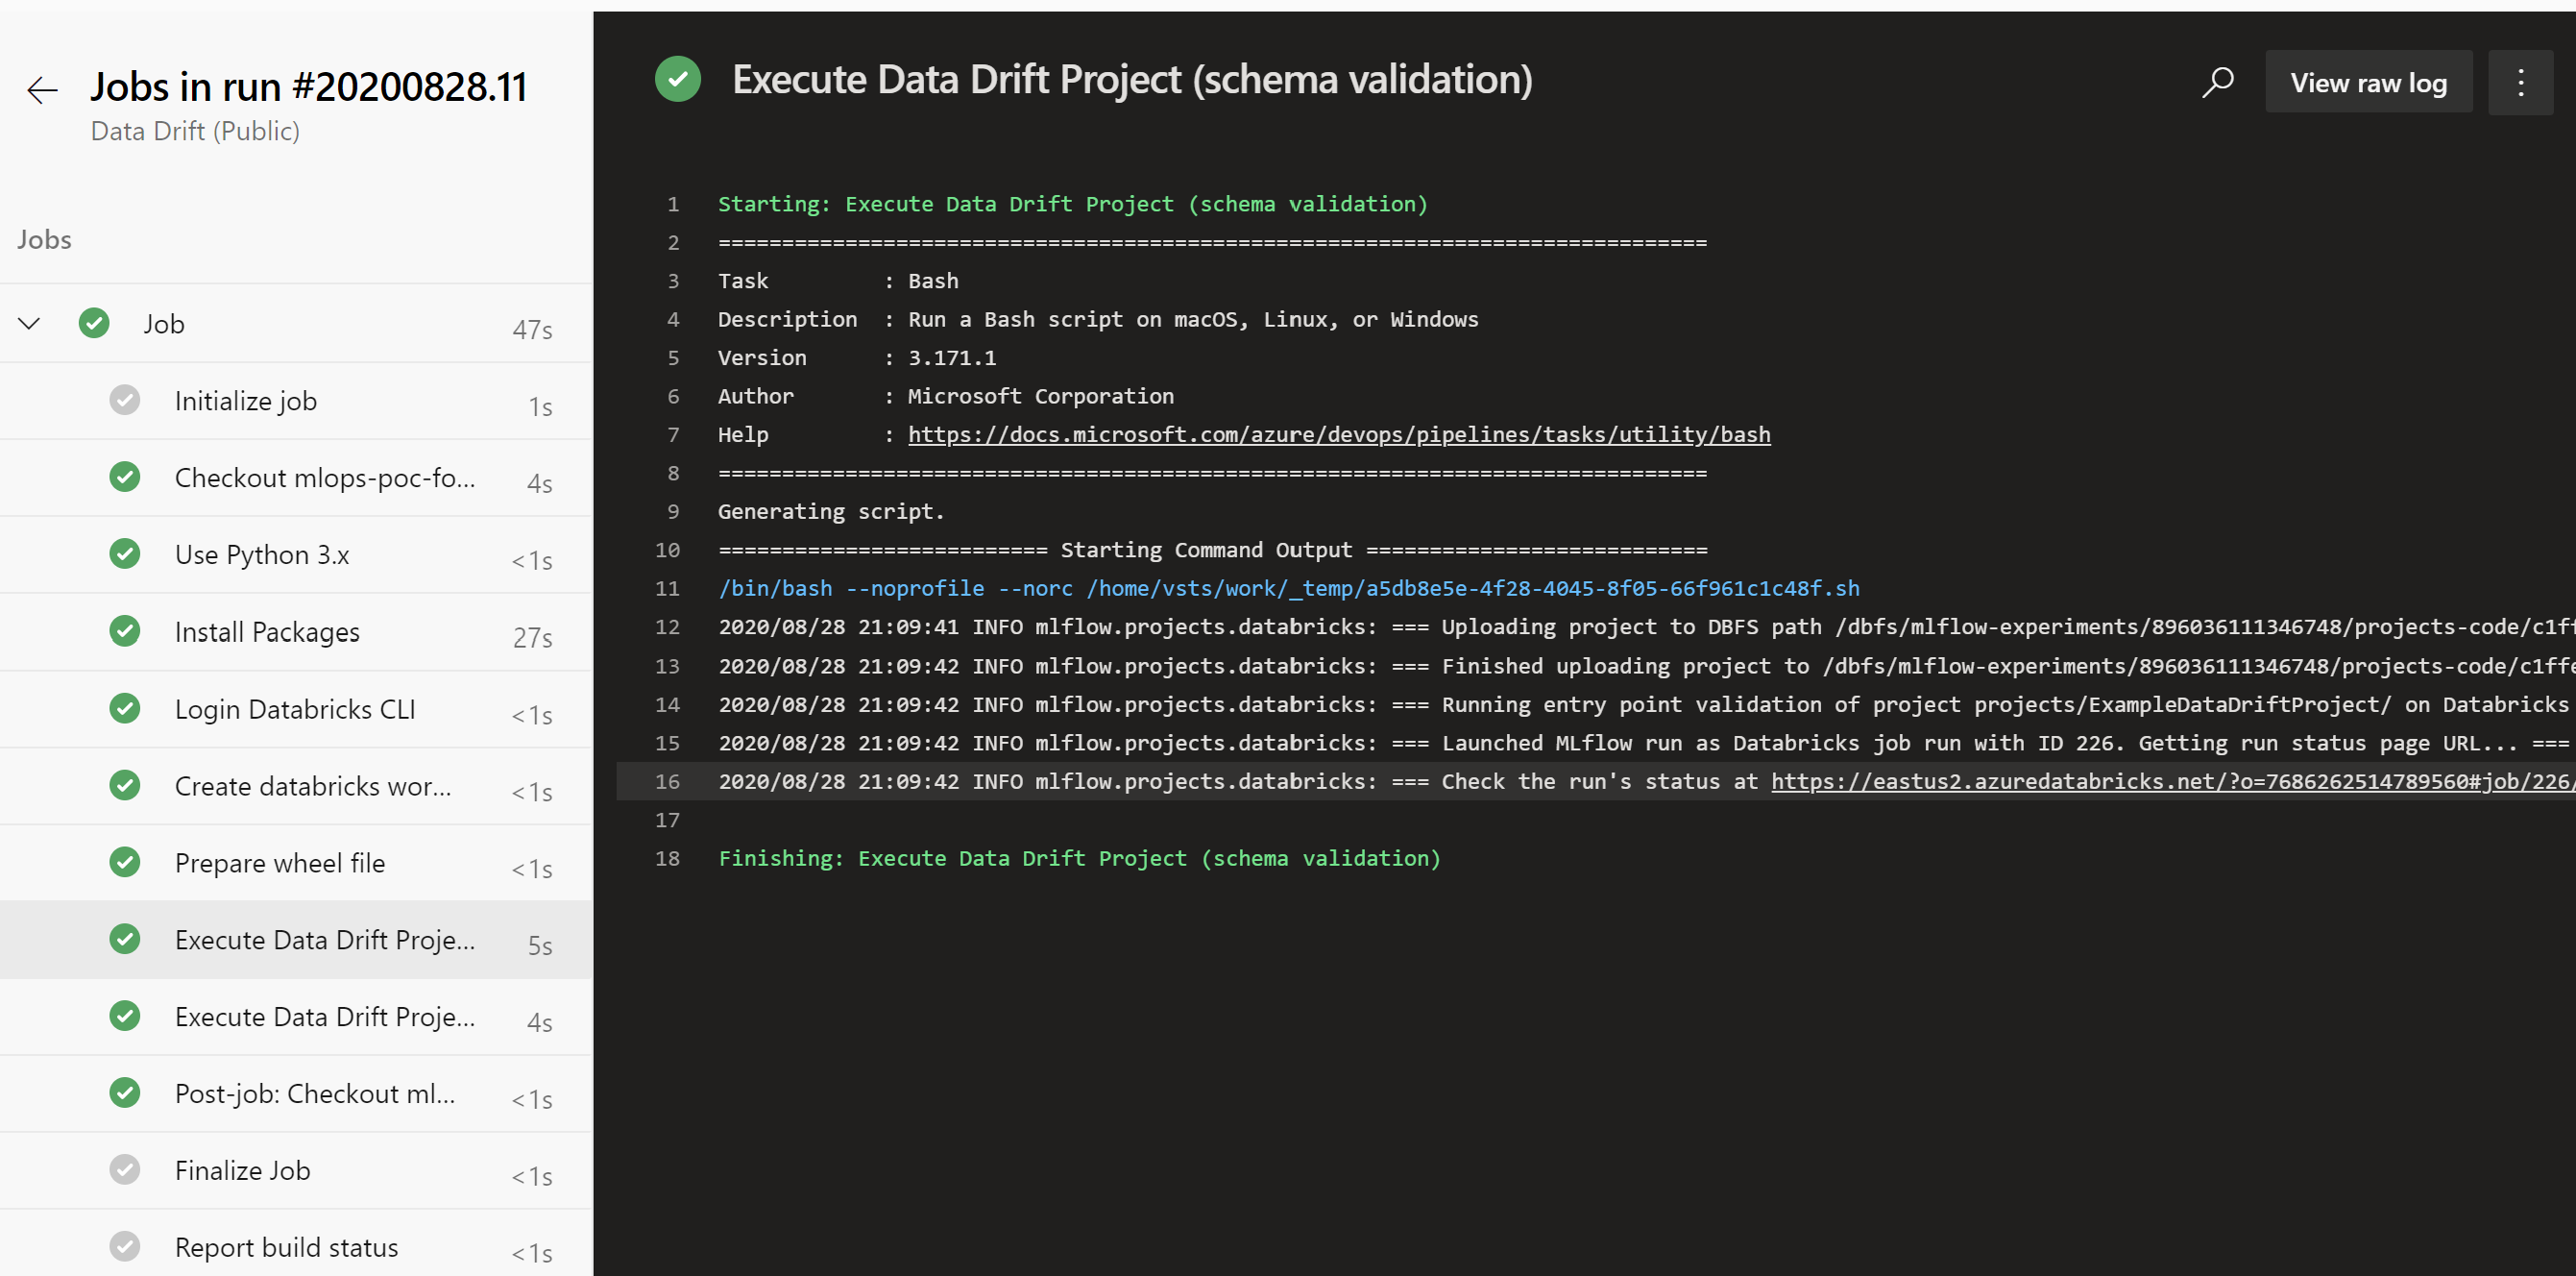 Jobs in run #20200828.11
Data Drift (Public)
Jobs
Job 47s
Initialize job 1s
Checkout mlops-poc-fo... 4s
Use Python 3.x <1s
Install Packages 27s
Login Databricks CLI <1s
Create databricks wor... <1s
Prepare wheel file <1s
Execute Data Drift Proje... 5s
Execute Data Drift Proje... 4s
Post-job: Checkout ml... <1s
Finalize Job <1s
Report build status <1s
Execute Data Drift Project (schema validation)
View raw log
1 Starting: Execute Data Drift Project (schema validation)
2 ==============================================================================
3 Task         : Bash
4 Description  : Run a Bash script on macOS, Linux, or Windows
5 Version      : 3.171.1
6 Author       : Microsoft Corporation
7 Help         : https://docs.microsoft.com/azure/devops/pipelines/tasks/utility/bash
8 ==============================================================================
9 Generating script.
10 ========================== Starting Command Output ===========================
11 /bin/bash --noprofile --norc /home/vsts/work/_temp/a5db8e5e-4f28-4045-8f05-66f961c1c48f.sh
12 2020/08/28 21:09:41 INFO mlflow.projects.databricks: === Uploading project to DBFS path /dbfs/mlflow-experiments/896036111346748/projects-code/c1ff
13 2020/08/28 21:09:42 INFO mlflow.projects.databricks: === Finished uploading project to /dbfs/mlflow-experiments/896036111346748/projects-code/c1ffe
14 2020/08/28 21:09:42 INFO mlflow.projects.databricks: === Running entry point validation of project projects/ExampleDataDriftProject/ on Databricks
15 2020/08/28 21:09:42 INFO mlflow.projects.databricks: === Launched MLflow run as Databricks job run with ID 226. Getting run status page URL... ===
16 2020/08/28 21:09:42 INFO mlflow.projects.databricks: === Check the run's status at https://eastus2.azuredatabricks.net/?o=7686262514789560#job/226/
17
18 Finishing: Execute Data Drift Project (schema validation)